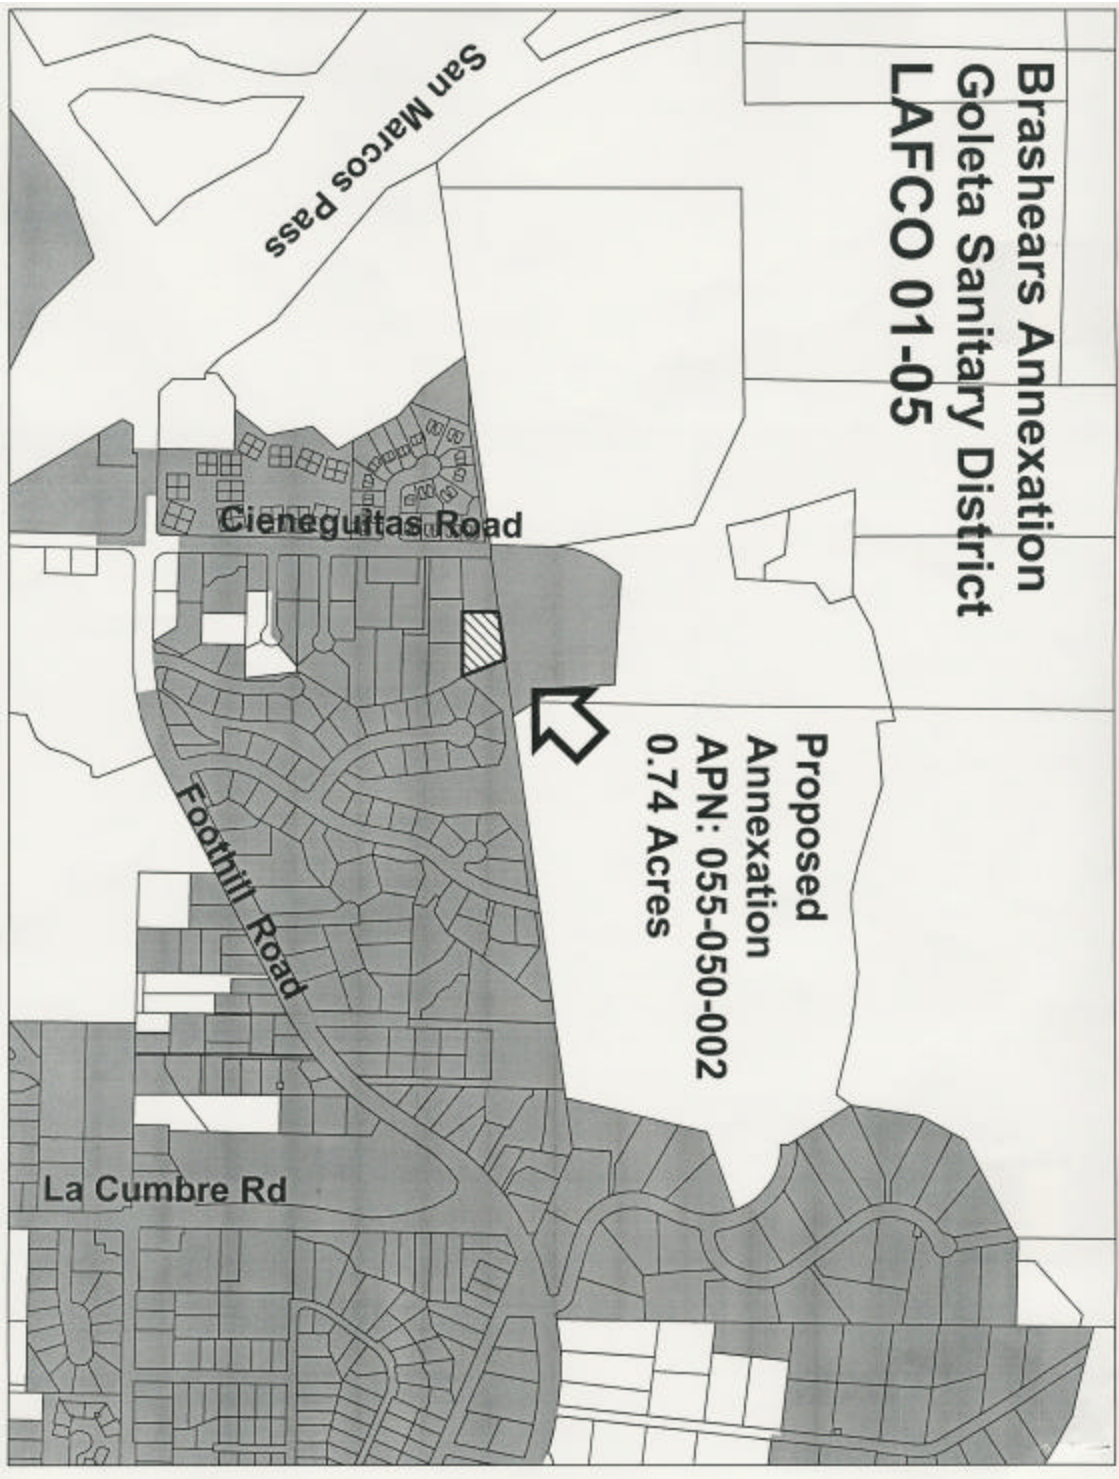 Brashears Annexation
Goleta Sanitary District
LAFCO 01-05
San Marcos Pass
Cieneguitas Road
Proposed
Annexation
APN: 055-050-002
0.74 Acres
Foothill Road
La Cumbre Rd